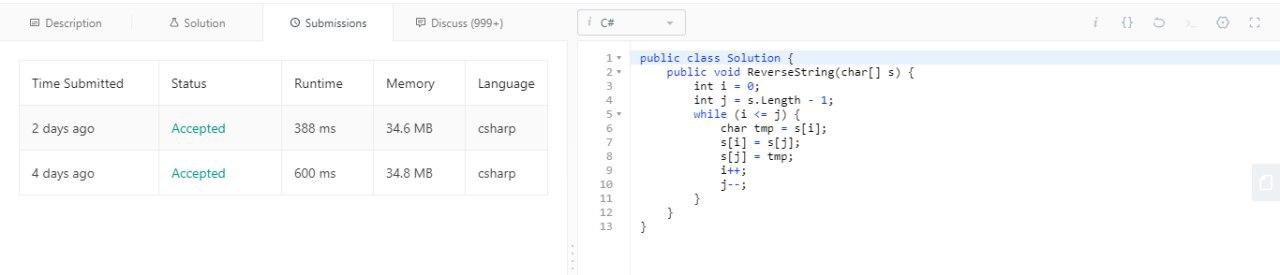 Description Solution Submissions Discuss (999+)
Time Submitted Status Runtime Memory Language
2 days ago Accepted 388 ms 34.6 MB csharp
4 days ago Accepted 600 ms 34.8 MB csharp
i C# i {} >_
1 public class Solution {
2     public void ReverseString(char[] s) {
3         int i = 0;
4         int j = s.Length - 1;
5         while (i <= j) {
6             char tmp = s[i];
7             s[i] = s[j];
8             s[j] = tmp;
9             i++;
10             j--;
11         }
12     }
13 }